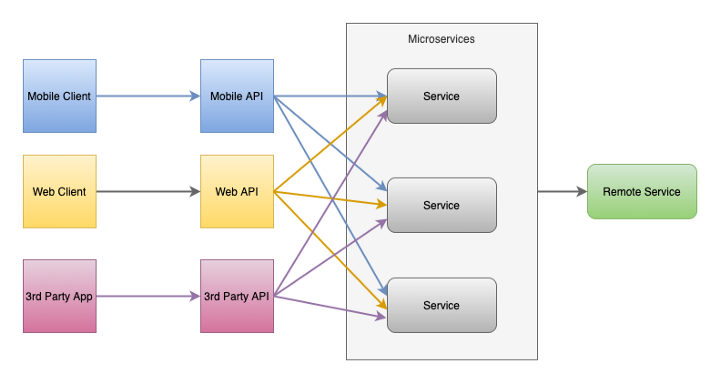 Microservices
Mobile Client
Mobile API
Service
Web Client
Web API
Service
Remote Service
3rd Party App
3rd Party API
Service